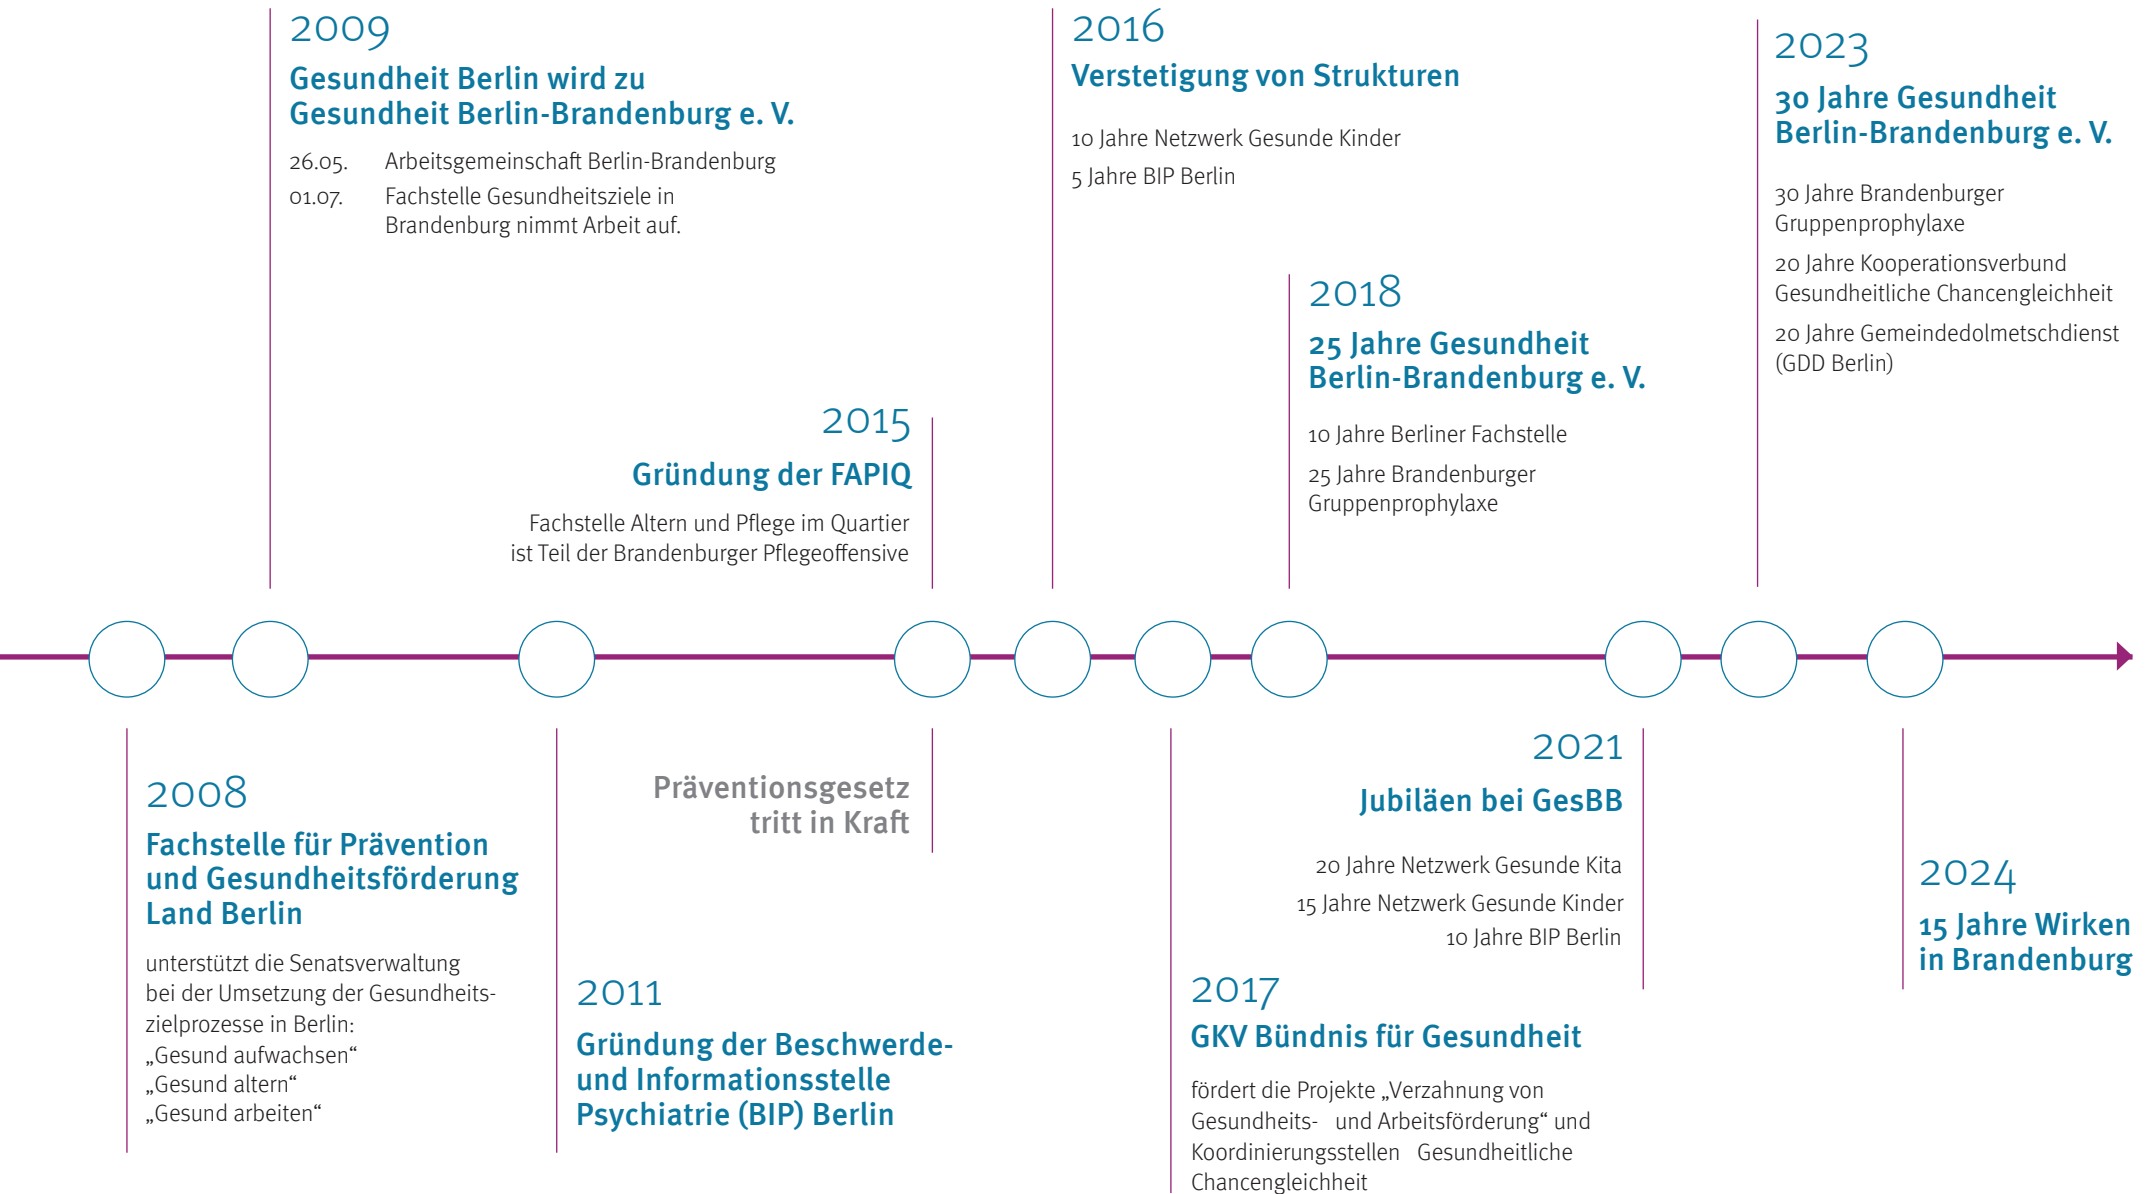 2009
Gesundheit Berlin wird zu
Gesundheit Berlin-Brandenburg e. V.
26.05. Arbeitsgemeinschaft Berlin-Brandenburg
01.07. Fachstelle Gesundheitsziele in
Brandenburg nimmt Arbeit auf.
2015
Gründung der FAPIQ
Fachstelle Altern und Pflege im Quartier
ist Teil der Brandenburger Pflegeoffensive
2016
Verstetigung von Strukturen
10 Jahre Netzwerk Gesunde Kinder
5 Jahre BIP Berlin
2018
25 Jahre Gesundheit
Berlin-Brandenburg e. V.
10 Jahre Berliner Fachstelle
25 Jahre Brandenburger
Gruppenprophylaxe
2023
30 Jahre Gesundheit
Berlin-Brandenburg e. V.
30 Jahre Brandenburger
Gruppenprophylaxe
20 Jahre Kooperationsverbund
Gesundheitliche Chancengleichheit
20 Jahre Gemeindedolmetschdienst
(GDD Berlin)
2008
Fachstelle für Prävention
und Gesundheitsförderung
Land Berlin
unterstützt die Senatsverwaltung
bei der Umsetzung der Gesundheits-
zielprozesse in Berlin:
„Gesund aufwachsen“
„Gesund altern“
„Gesund arbeiten“
2011
Gründung der Beschwerde-
und Informationsstelle
Psychiatrie (BIP) Berlin
Präventionsgesetz
tritt in Kraft
2017
GKV Bündnis für Gesundheit
fördert die Projekte „Verzahnung von
Gesundheits- und Arbeitsförderung“ und
Koordinierungsstellen Gesundheitliche
Chancengleichheit
2021
Jubiläen bei GesBB
20 Jahre Netzwerk Gesunde Kita
15 Jahre Netzwerk Gesunde Kinder
10 Jahre BIP Berlin
2024
15 Jahre Wirken
in Brandenburg